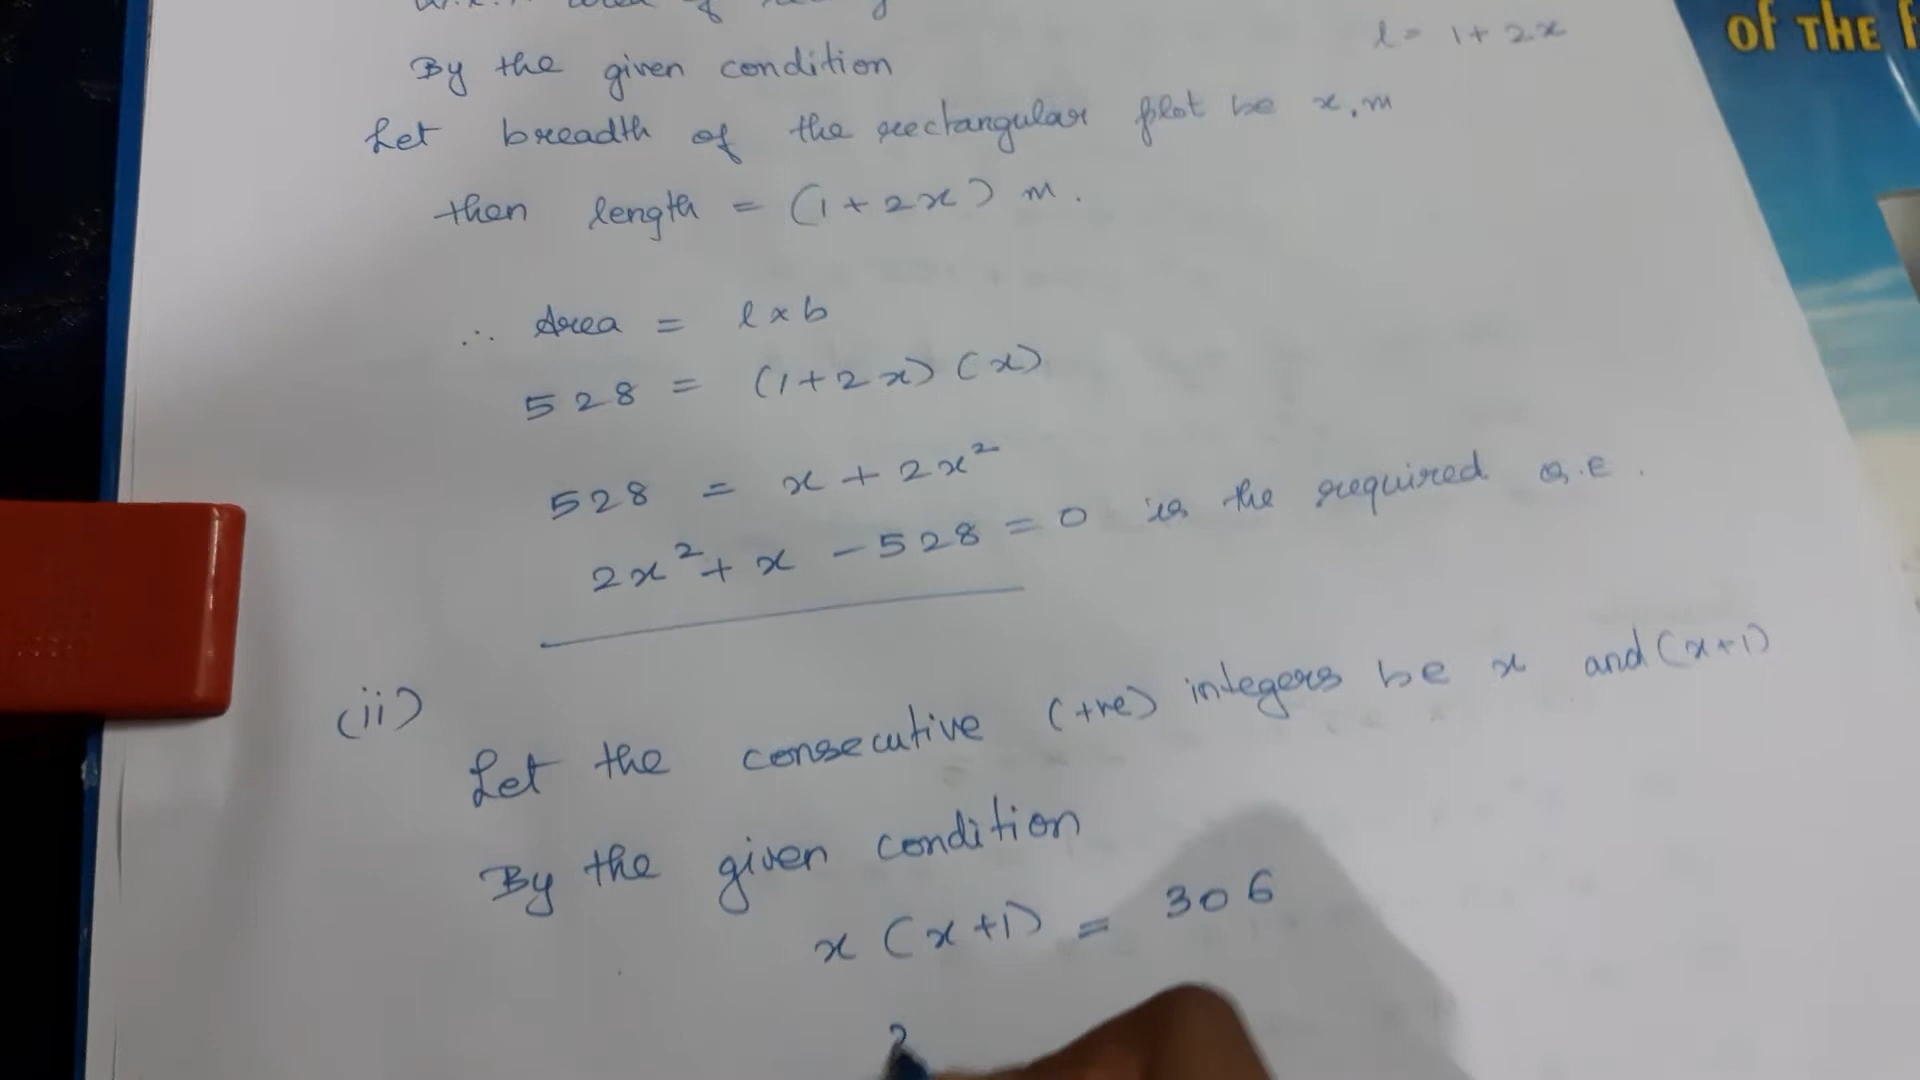 of
By the given condition
l = 1 + 2x
Let breadth of the rectangular plot be x, m
then length = (1 + 2x) m.
∴ Area = l × b
528 = (1+2x) (x)
528 = x + 2x²
2x² + x - 528 = 0 is the required Q.E.
(ii)
Let the consecutive (+ve) integers be x and (x+1)
By the given condition
x (x+1) = 306
OF THE